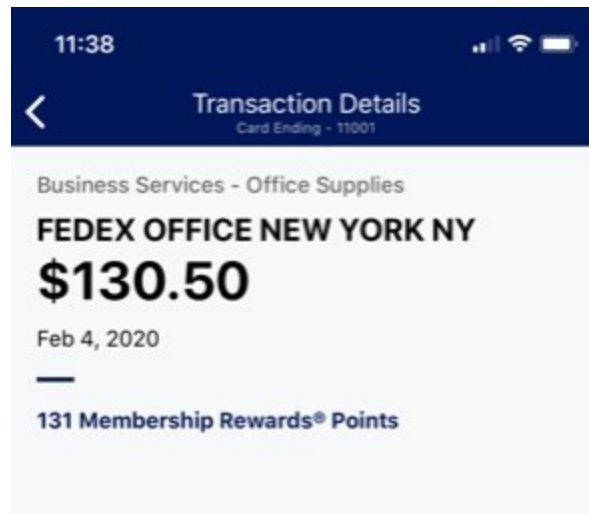 11:38
Transaction Details
Card Ending - 11001
Business Services - Office Supplies
FEDEX OFFICE NEW YORK NY
$130.50
Feb 4, 2020
131 Membership Rewards® Points